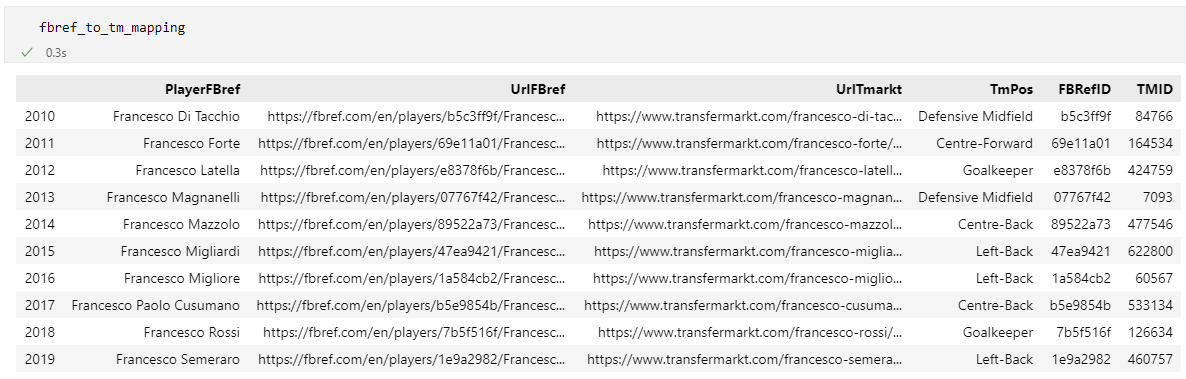 fbref_to_tm_mapping
0.3s
PlayerFBref UrlFBref UrlTmarkt TmPos FBRefID TMID
2010 Francesco Di Tacchio https://fbref.com/en/players/b5c3ff9f/Francesc... https://www.transfermarkt.com/francesco-di-tac... Defensive Midfield b5c3ff9f 84766
2011 Francesco Forte https://fbref.com/en/players/69e11a01/Francesc... https://www.transfermarkt.com/francesco-forte/... Centre-Forward 69e11a01 164534
2012 Francesco Latella https://fbref.com/en/players/e8378f6b/Francesc... https://www.transfermarkt.com/francesco-latell... Goalkeeper e8378f6b 424759
2013 Francesco Magnanelli https://fbref.com/en/players/07767f42/Francesc... https://www.transfermarkt.com/francesco-magnan... Defensive Midfield 07767f42 7093
2014 Francesco Mazzolo https://fbref.com/en/players/89522a73/Francesc... https://www.transfermarkt.com/francesco-mazzol... Centre-Back 89522a73 477546
2015 Francesco Migliardi https://fbref.com/en/players/47ea9421/Francesc... https://www.transfermarkt.com/francesco-miglia... Left-Back 47ea9421 622800
2016 Francesco Migliore https://fbref.com/en/players/1a584cb2/Francesc... https://www.transfermarkt.com/francesco-miglio... Left-Back 1a584cb2 60567
2017 Francesco Paolo Cusumano https://fbref.com/en/players/b5e9854b/Francesc... https://www.transfermarkt.com/francesco-cusuma... Centre-Back b5e9854b 533134
2018 Francesco Rossi https://fbref.com/en/players/7b5f516f/Francesc... https://www.transfermarkt.com/francesco-rossi/... Goalkeeper 7b5f516f 126634
2019 Francesco Semeraro https://fbref.com/en/players/1e9a2982/Francesc... https://www.transfermarkt.com/francesco-semera... Left-Back 1e9a2982 460757